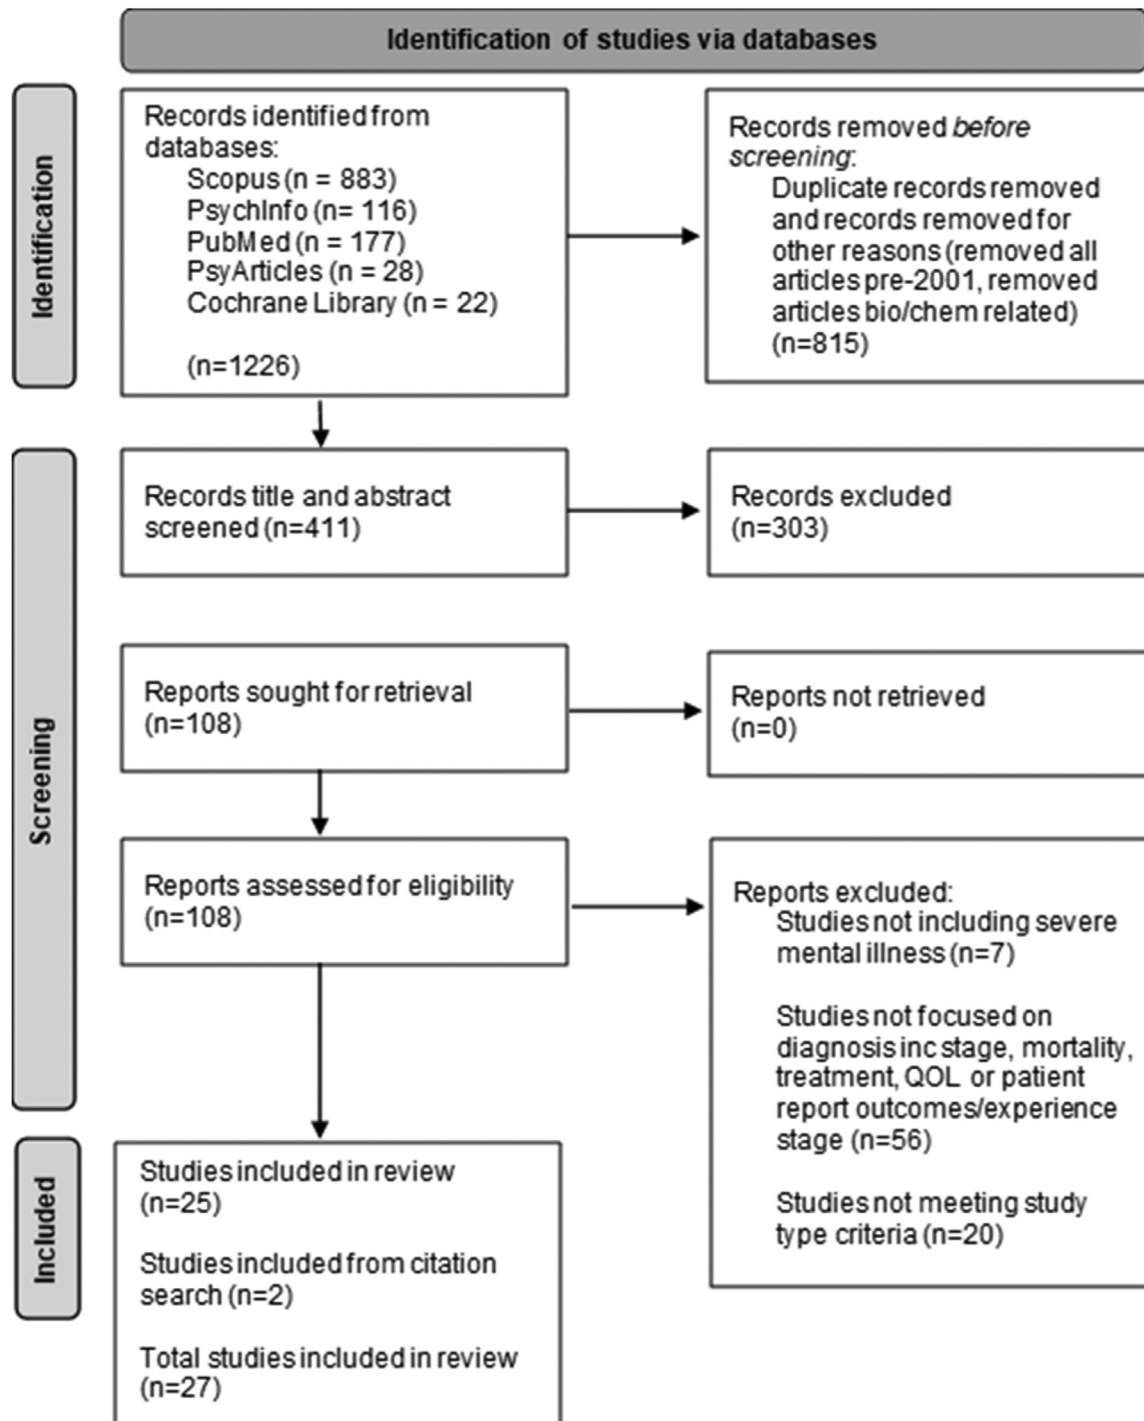 Identification of studies via databases
Identification
Records identified from
databases:
Scopus (n = 883)
PsychInfo (n= 116)
PubMed (n = 177)
PsyArticles (n = 28)
Cochrane Library (n = 22)
(n=1226)
Records removed before
screening:
Duplicate records removed
and records removed for
other reasons (removed all
articles pre-2001, removed
articles bio/chem related)
(n=815)
Screening
Records title and abstract
screened (n=411)
Records excluded
(n=303)
Reports sought for retrieval
(n=108)
Reports not retrieved
(n=0)
Reports assessed for eligibility
(n=108)
Reports excluded:
Studies not including severe
mental illness (n=7)
Studies not focused on
diagnosis inc stage, mortality,
treatment, QOL or patient
report outcomes/experience
stage (n=56)
Studies not meeting study
type criteria (n=20)
Included
Studies included in review
(n=25)
Studies included from citation
search (n=2)
Total studies included in review
(n=27)